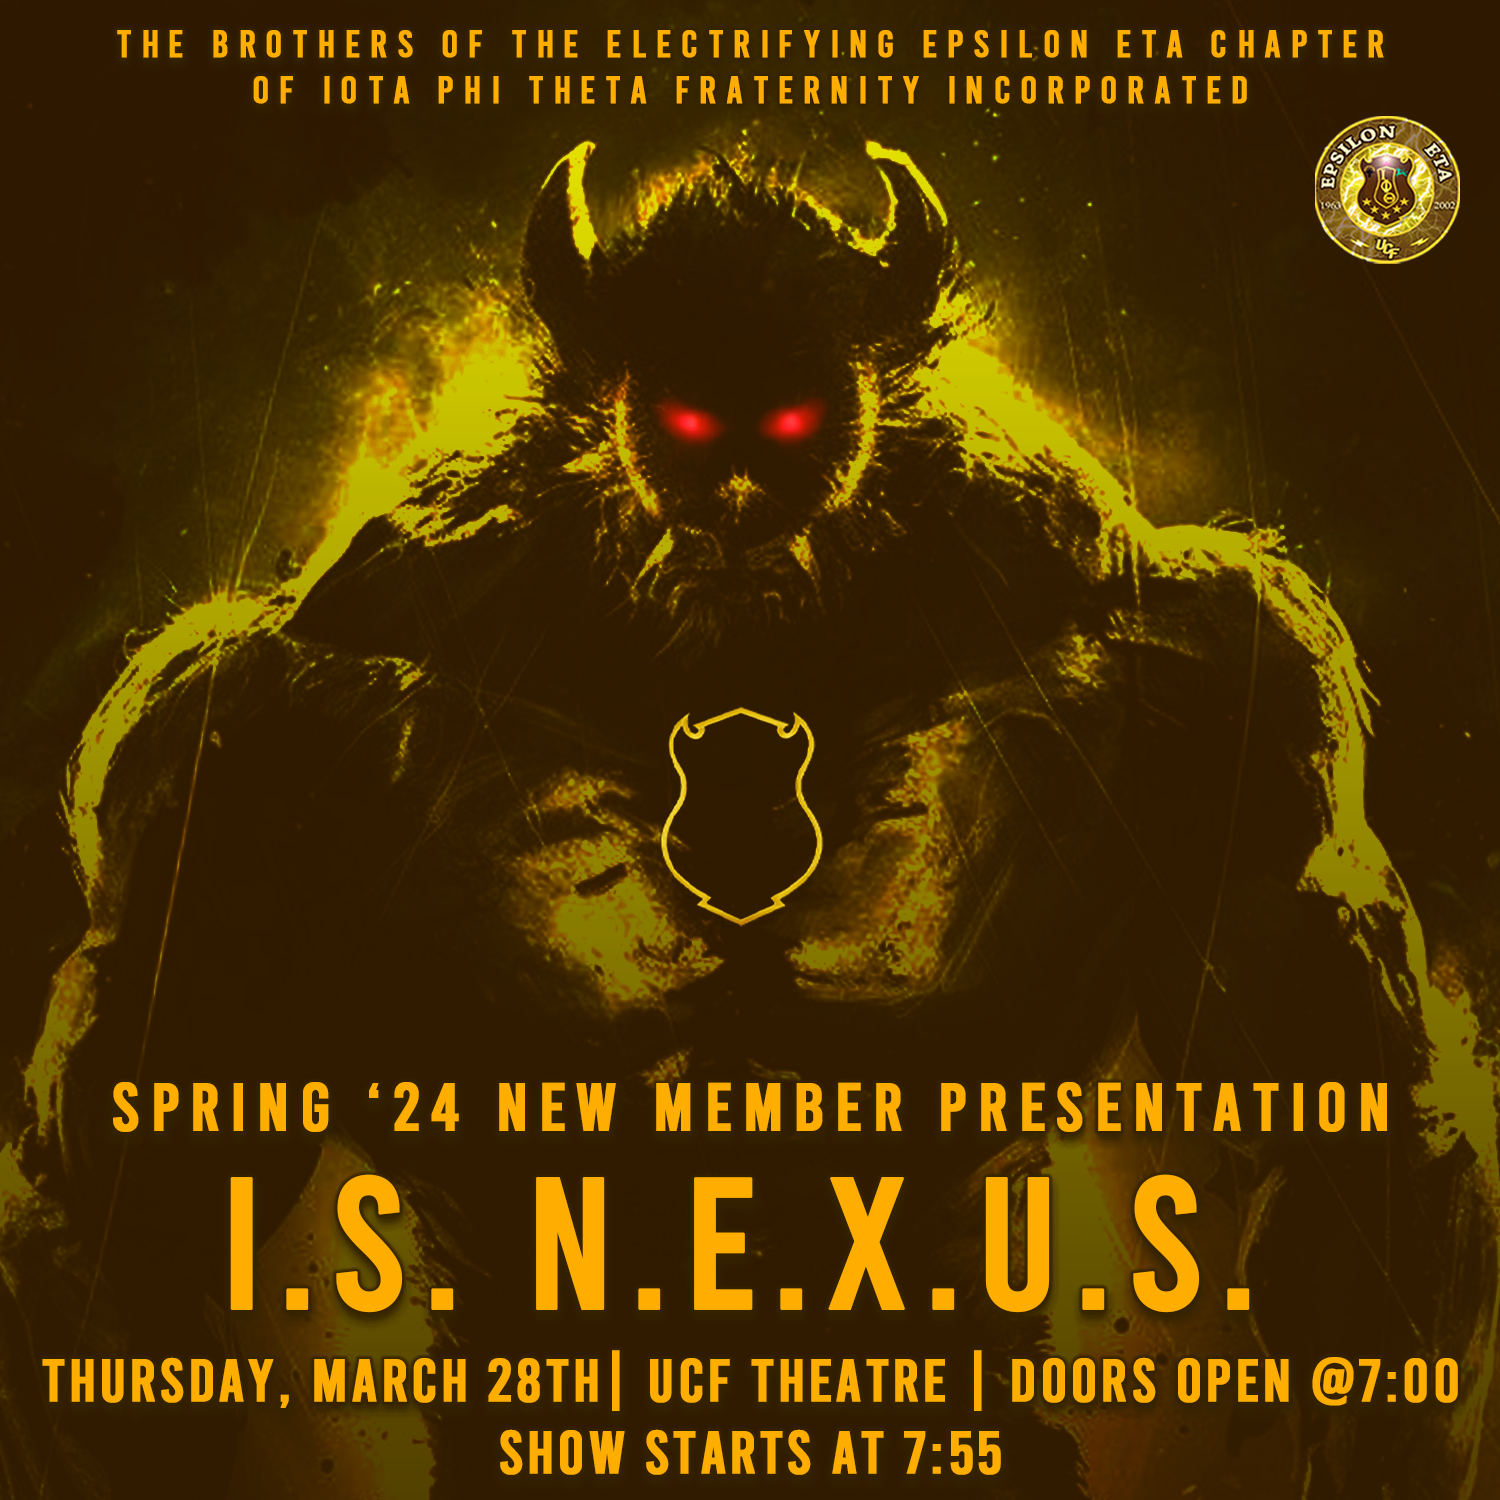 THE BROTHERS OF THE ELECTRIFYING EPSILON ETA CHAPTER
OF IOTA PHI THETA FRATERNITY INCORPORATED
EPSILON ETA
1963 2002
UCF
SPRING ‘24 NEW MEMBER PRESENTATION
I.S. N.E.X.U.S.
THURSDAY, MARCH 28TH| UCF THEATRE | DOORS OPEN @7:00
SHOW STARTS AT 7:55